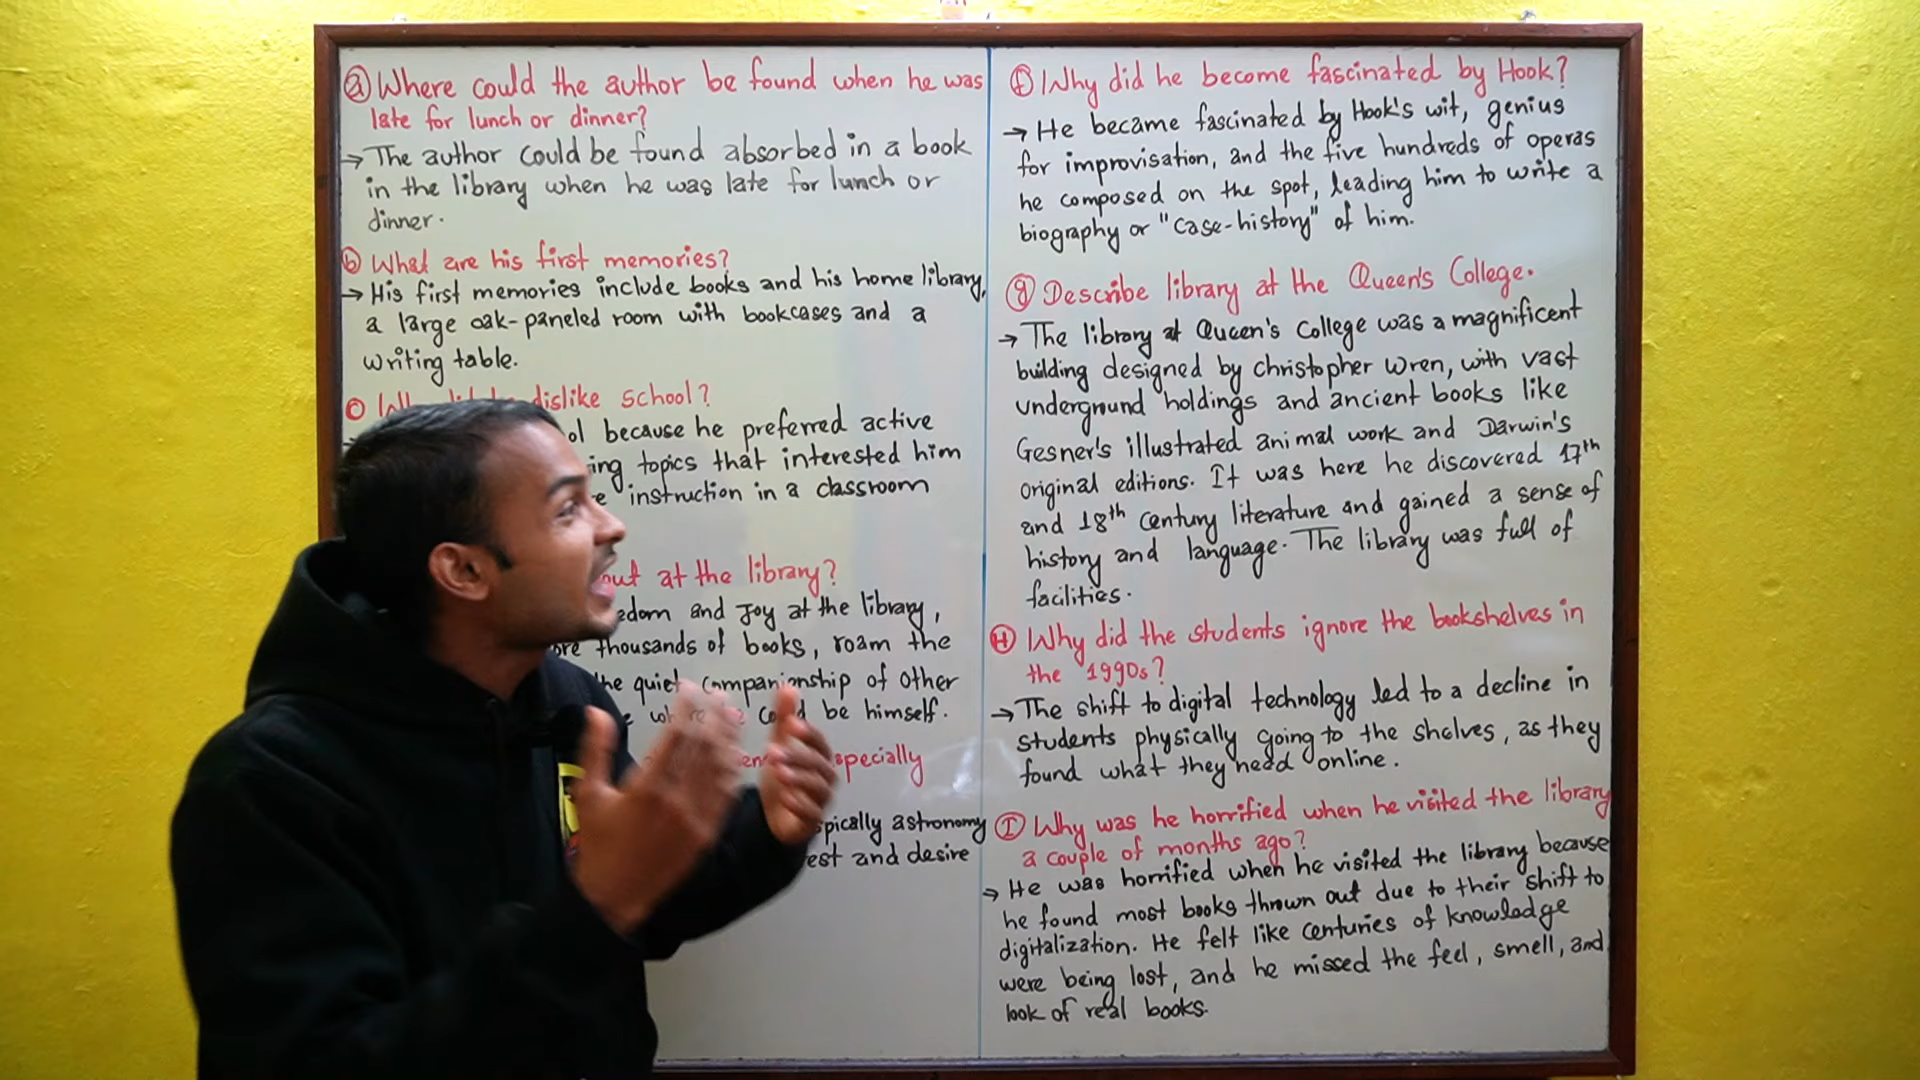 a Where could the author be found when he was
late for lunch or dinner?
→ The author could be found absorbed in a book
in the library when he was late for lunch or
dinner.
b What are his first memories?
→ His first memories include books and his home library,
a large oak-paneled room with bookcases and a
writing table.
dislike school?
because he preferred active
topics that interested him
instruction in a classroom
at the library?
and Joy at the library,
thousands of books, roam the
quiet companionship of other
be himself.
astronomy
and desire
f Why did he become fascinated by Hook?
→ He became fascinated by Hook's wit, genius
for improvisation, and the five hundreds of operas
he composed on the spot, leading him to write a
biography or "case-history" of him.
g Describe library at the Queen's College.
→ The library at Queen's College was a magnificent
building designed by christopher wren, with vast
underground holdings and ancient books like
Gesner's illustrated animal work and Darwin's
original editions. It was here he discovered 17th
and 18th century literature and gained a sense of
history and language. The library was full of
facilities.
H Why did the students ignore the bookshelves in
the 1990s?
→ The shift to digital technology led to a decline in
students physically going to the shelves, as they
found what they need online.
I Why was he horrified when he visited the library
a couple of months ago?
→ He was horrified when he visited the library because
he found most books thrown out due to their shift to
digitalization. He felt like centuries of knowledge
were being lost, and he missed the feel, smell, and
look of real books.